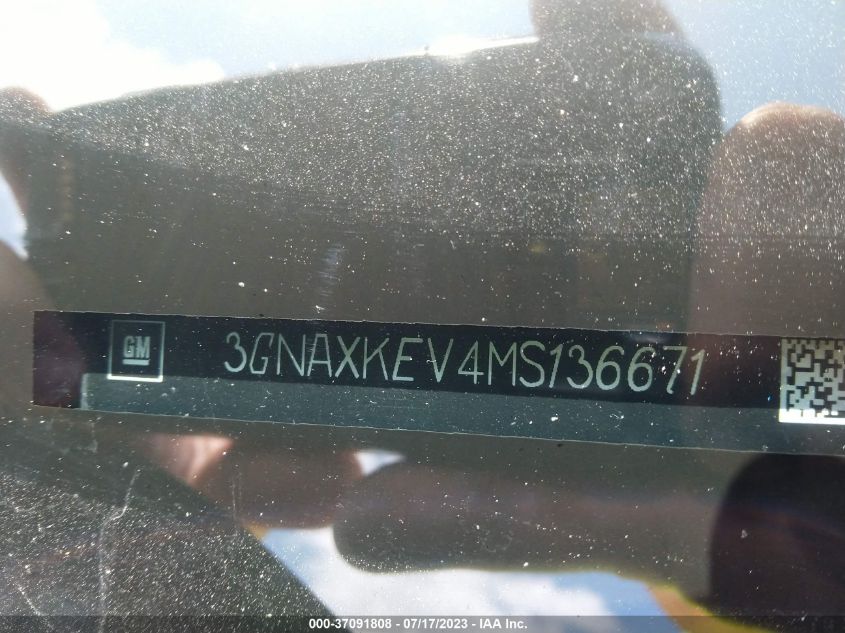 GM
3GNAXKEV4MS136671
000-37091808 - 07/17/2023 - IAA Inc.